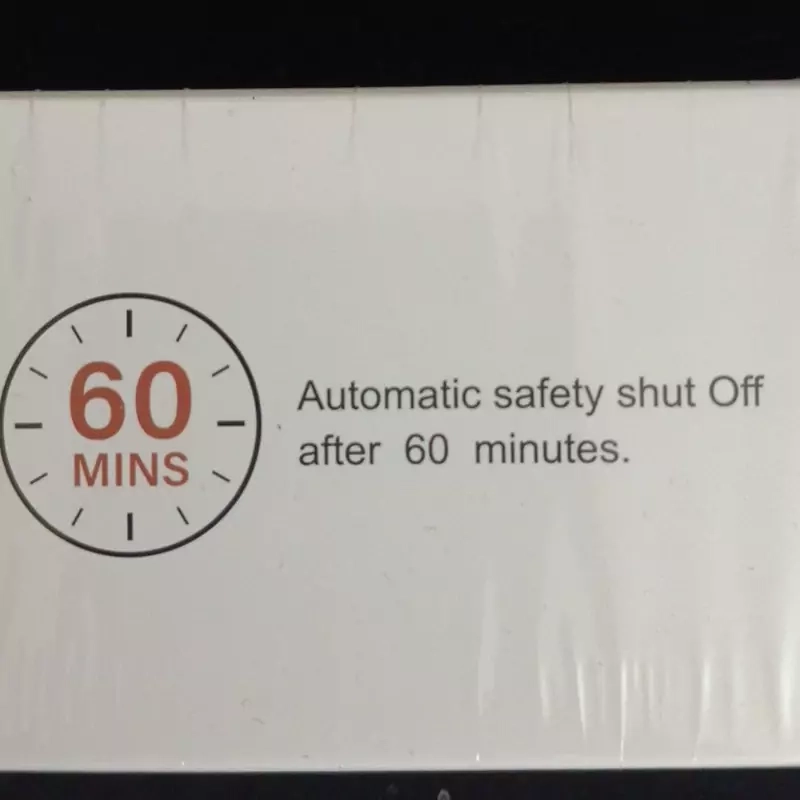 60
MINS
Automatic safety shut Off
after 60 minutes.